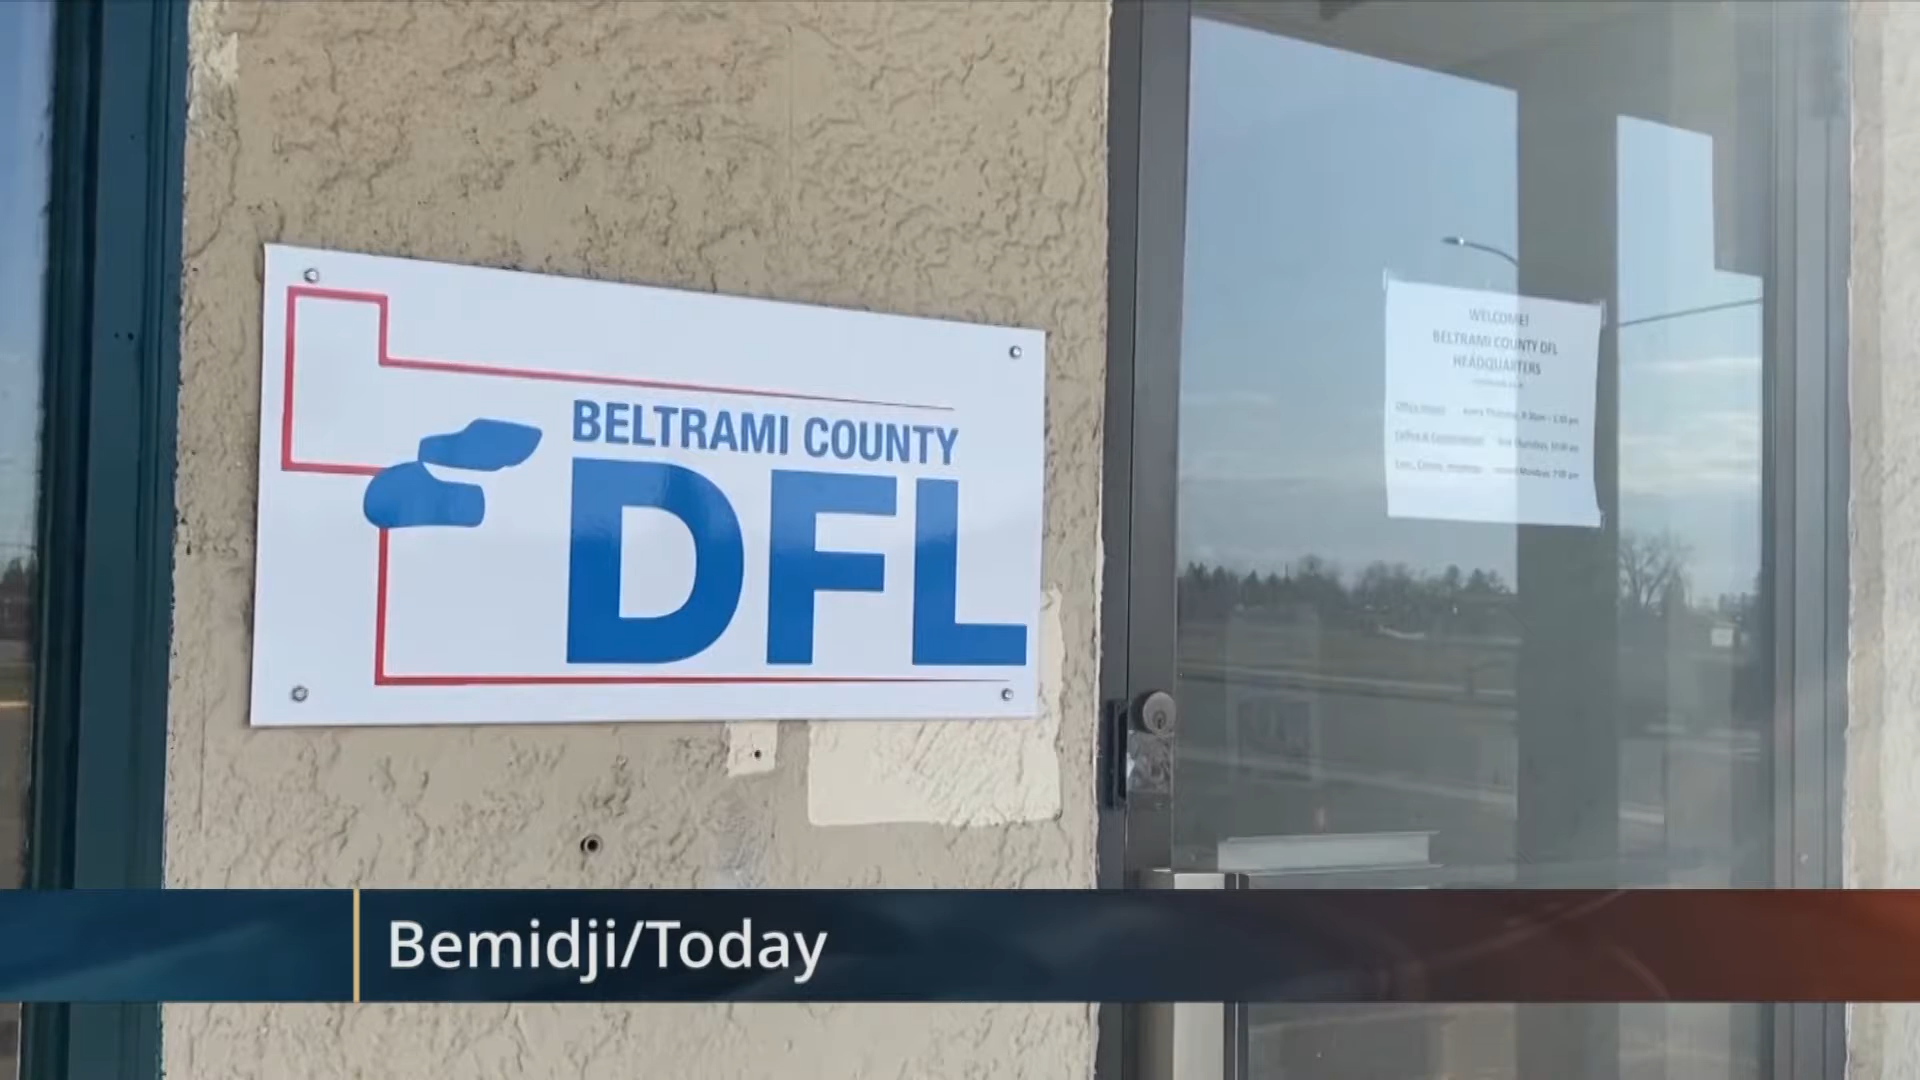 BELTRAMI COUNTY
DFL
WELCOME!
BELTRAMI COUNTY DFL
HEADQUARTERS
Bemidji/Today